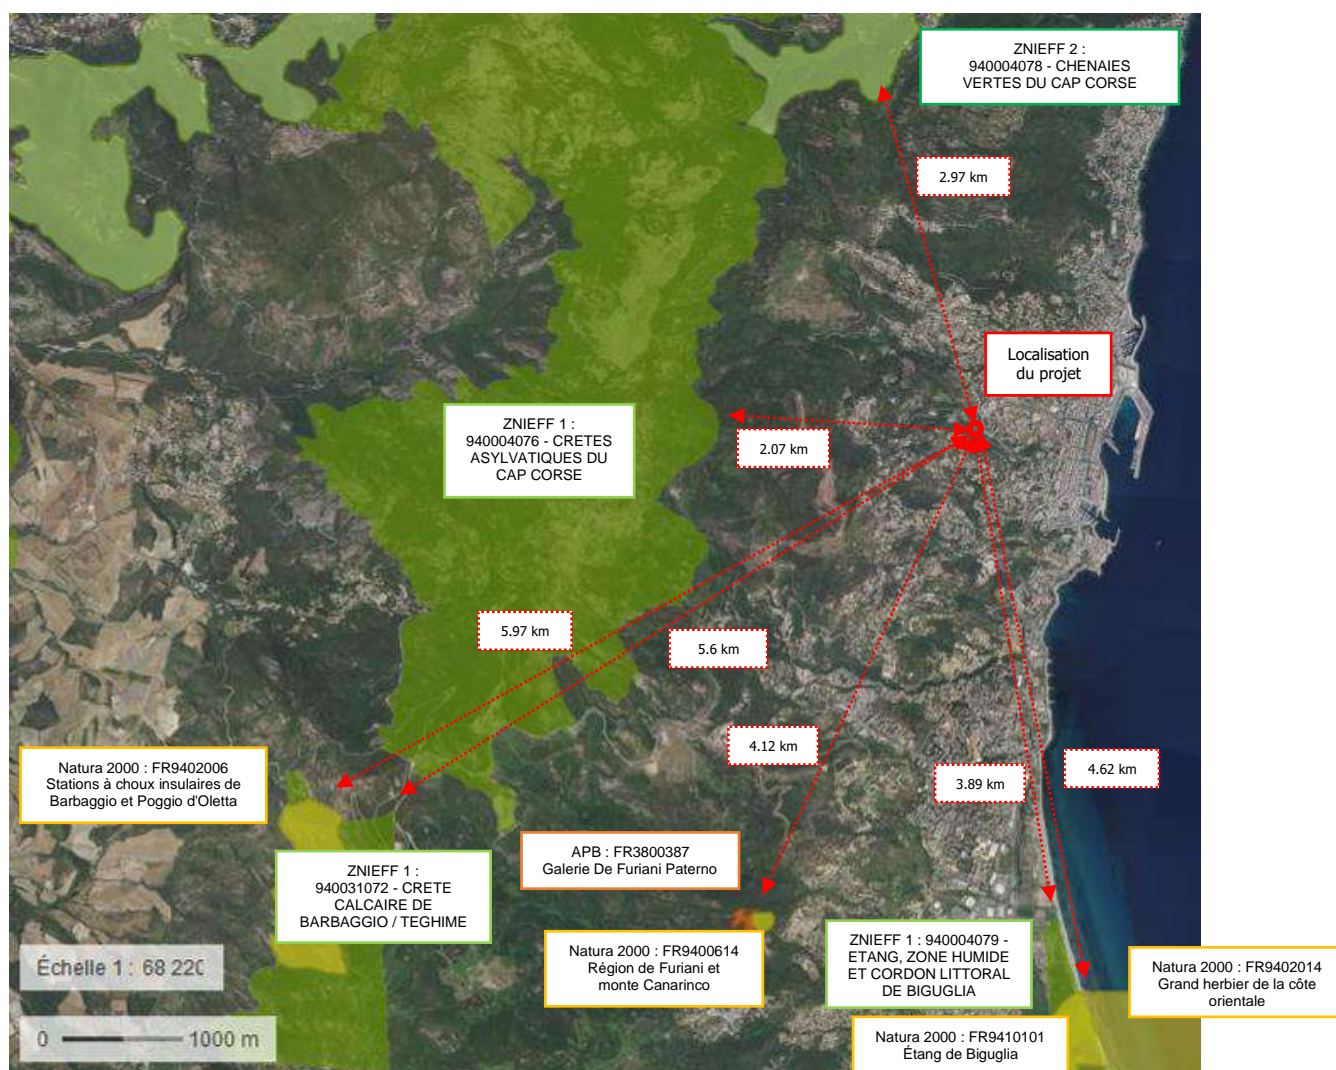 ZNIEFF 2 :
940004078 - CHENAIES
VERTES DU CAP CORSE
2.97 km
Localisation
du projet
ZNIEFF 1 :
940004076 - CRETES
ASYLVATIQUES DU
CAP CORSE
2.07 km
5.97 km
5.6 km
4.12 km
3.89 km
4.62 km
Natura 2000 : FR9402006
Stations à choux insulaires de
Barbaggio et Poggio d'Oletta
APB : FR3800387
Galerie De Furiani Paterno
ZNIEFF 1 :
940031072 - CRETE
CALCAIRE DE
BARBAGGIO / TEGHIME
Natura 2000 : FR9400614
Région de Furiani et
monte Canarinco
ZNIEFF 1 : 940004079 -
ETANG, ZONE HUMIDE
ET CORDON LITTORAL
DE BIGUGLIA
Natura 2000 : FR9402014
Grand herbier de la côte
orientale
Natura 2000 : FR9410101
Étang de Biguglia
Échelle 1 : 68 220
0 1000 m